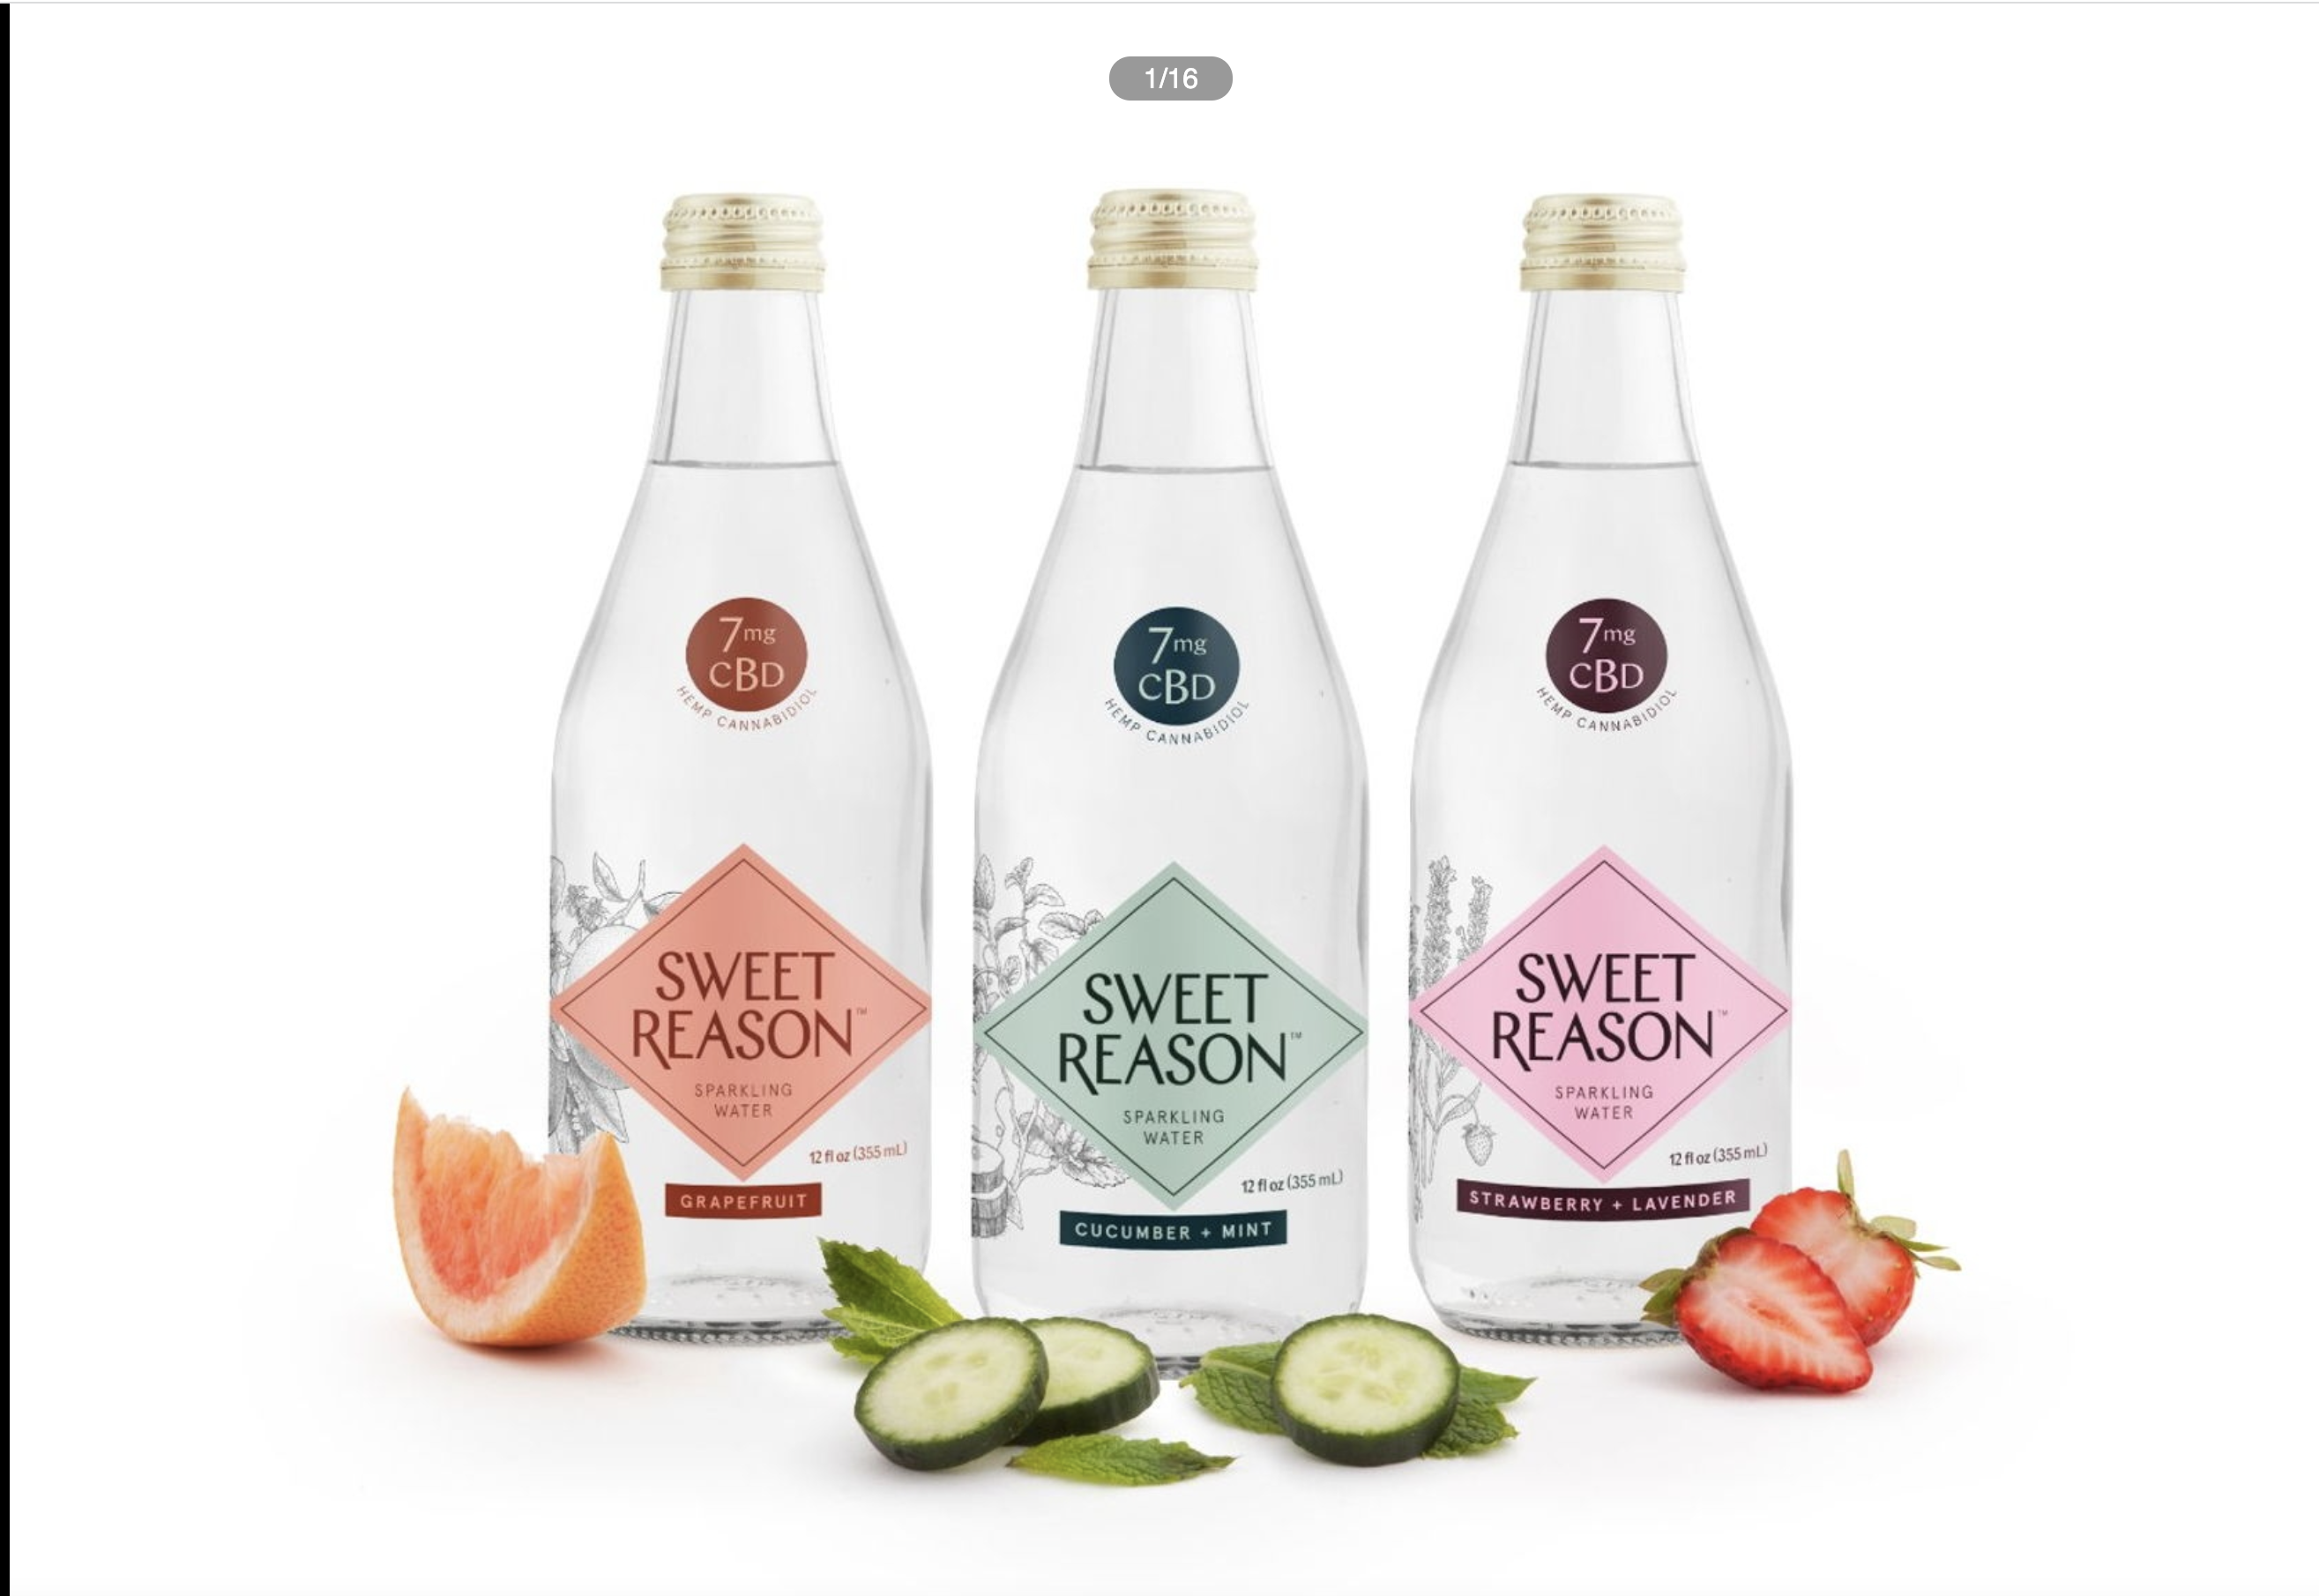 1/16
7mg
CBD
HEMP CANNABIDIOL
SWEET
REASON™
SPARKLING
WATER
12 fl oz (355 mL)
GRAPEFRUIT
7mg
CBD
HEMP CANNABIDIOL
SWEET
REASON™
SPARKLING
WATER
12 fl oz (355 mL)
CUCUMBER + MINT
7mg
CBD
HEMP CANNABIDIOL
SWEET
REASON™
SPARKLING
WATER
12 fl oz (355 mL)
STRAWBERRY + LAVENDER